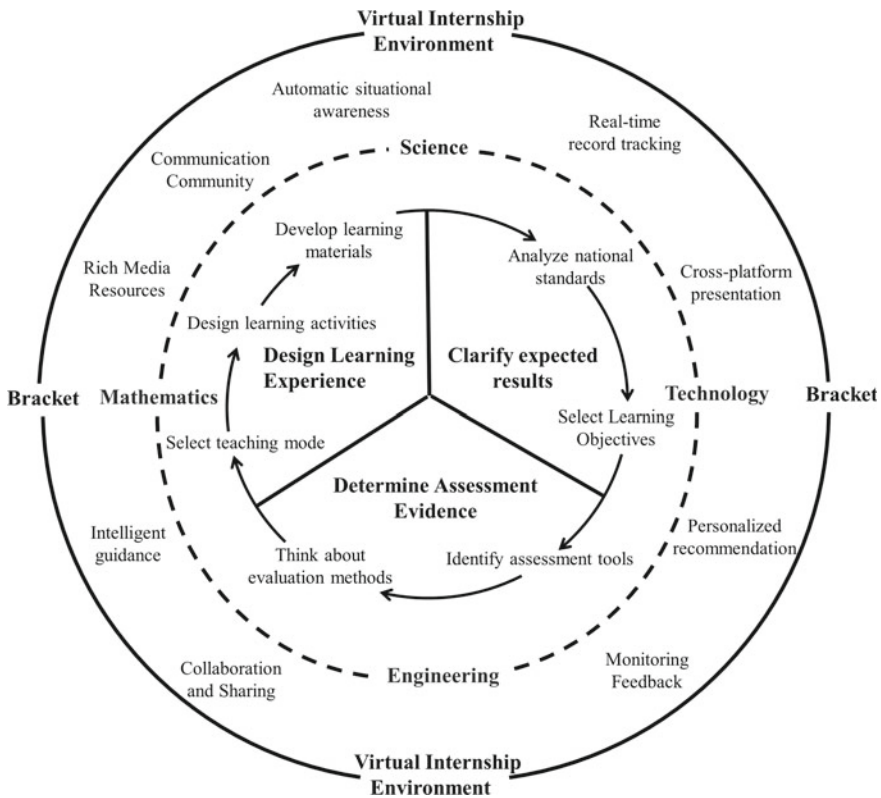 Virtual Internship
Environment
Automatic situational
awareness
Real-time
record tracking
Science
Communication
Community
Develop learning
materials
Analyze national
standards
Rich Media
Resources
Cross-platform
presentation
Design learning activities
Design Learning
Experience
Clarify expected
results
Bracket
Mathematics
Technology
Bracket
Select teaching mode
Select Learning
Objectives
Determine Assessment
Evidence
Intelligent
guidance
Personalized
recommendation
Think about
evaluation methods
Identify assessment tools
Collaboration
and Sharing
Engineering
Monitoring
Feedback
Virtual Internship
Environment